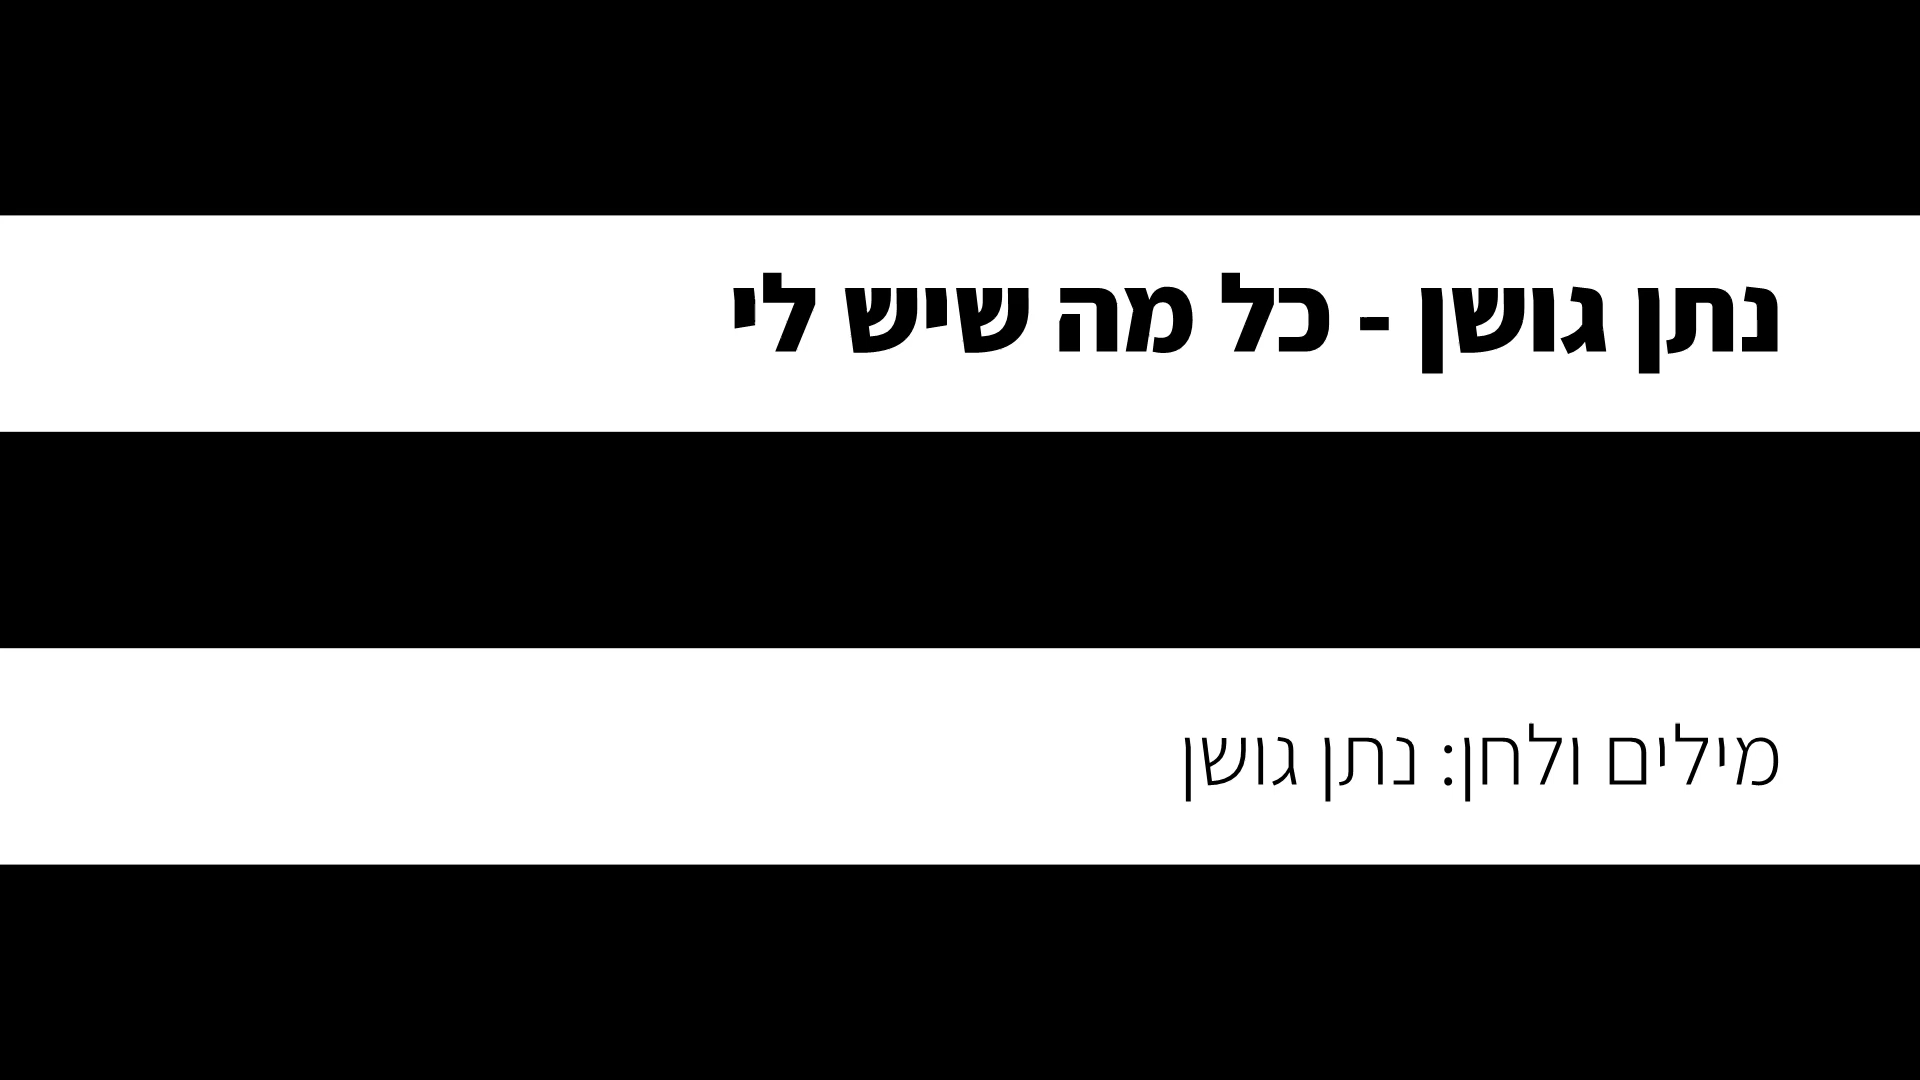 נתן גושן - כל מה שיש לי
מילים ולחן: נתן גושן